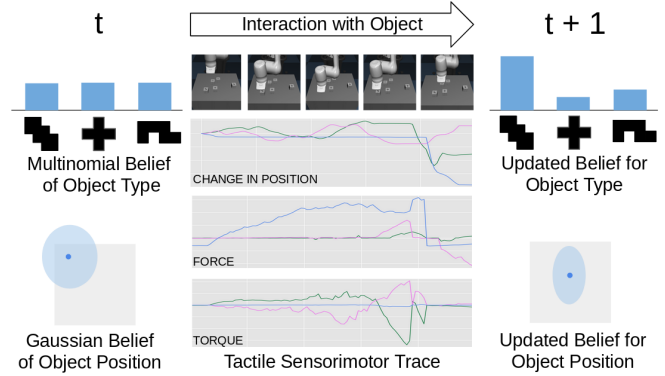 t
Interaction with Object
t + 1
Multinomial Belief
of Object Type
CHANGE IN POSITION
Updated Belief for
Object Type
FORCE
TORQUE
Gaussian Belief
of Object Position
Tactile Sensorimotor Trace
Updated Belief for
Object Position